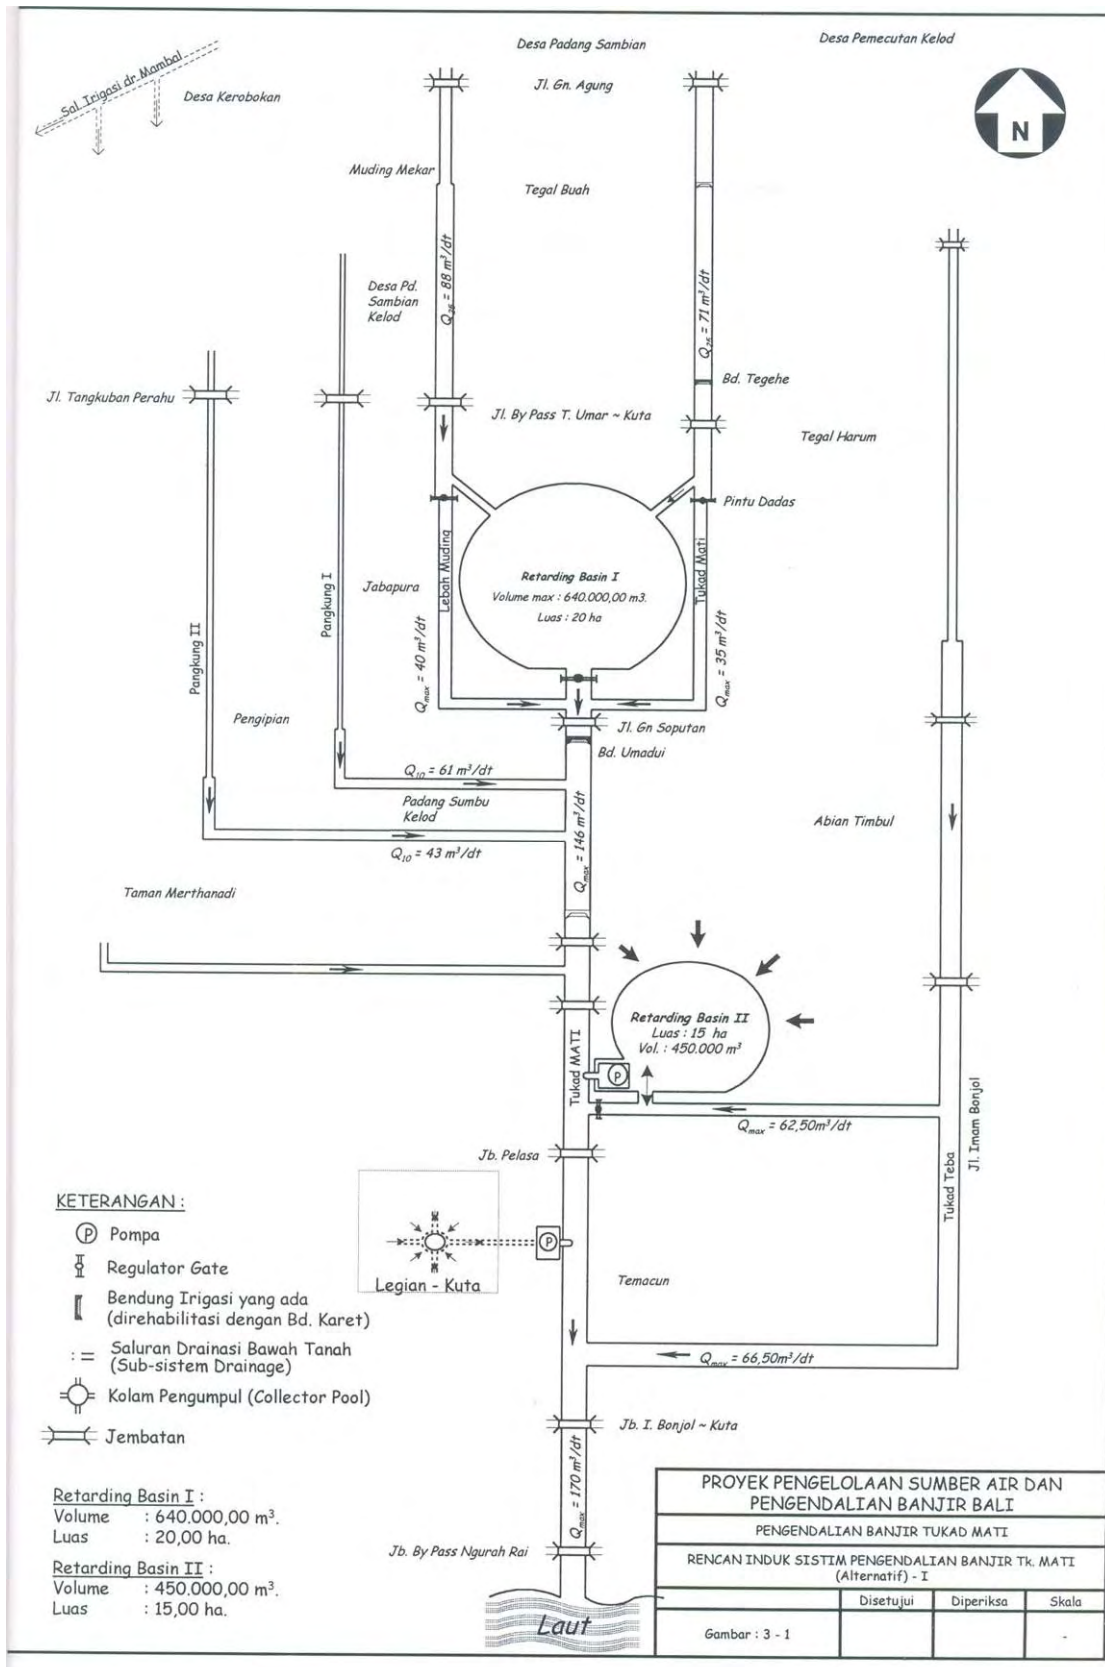 Desa Padang Sambian
Desa Pemecutan Kelod
Sal. Irigasi dr. Mambal
Desa Kerobokan
Jl. Gn. Agung
N
Muding Mekar
Tegal Buah
Q₂₅ = 88 m³/dt
Q₂₅ = 71 m³/dt
Desa Pd.
Sambian
Kelod
Bd. Tegehe
Jl. Tangkuban Perahu
Jl. By Pass T. Umar ~ Kuta
Tegal Harum
Pintu Dadas
Pangkung II
Pangkung I
Jabapura
Lebah Muding
Retarding Basin I
Volume max : 640.000,00 m3.
Luas : 20 ha
Tukad Mati
Qmax = 40 m³/dt
Qmax = 35 m³/dt
Pengipian
Jl. Gn Soputan
Bd. Umadui
Q₁₀ = 61 m³/dt
Padang Sumbu
Kelod
Q₁₀ = 43 m³/dt
Qmax = 146 m³/dt
Abian Timbul
Taman Merthanadi
Retarding Basin II
Luas : 15 ha
Vol. : 450.000 m³
Tukad MATI
P
Qmax = 62,50m³/dt
Jl. Imam Bonjol
Tukad Teba
Jb. Pelasa
P
Legian - Kuta
Temacun
Qmax = 66,50m³/dt
Jb. I. Bonjol ~ Kuta
Qmax = 170 m³/dt
Jb. By Pass Ngurah Rai
Laut
KETERANGAN :
P Pompa
Regulator Gate
Bendung Irigasi yang ada
(direhabilitasi dengan Bd. Karet)
Saluran Drainasi Bawah Tanah
(Sub-sistem Drainage)
Kolam Pengumpul (Collector Pool)
Jembatan
Retarding Basin I :
Volume : 640.000,00 m³.
Luas : 20,00 ha.
Retarding Basin II :
Volume : 450.000,00 m³.
Luas : 15,00 ha.
PROYEK PENGELOLAAN SUMBER AIR DAN
PENGENDALIAN BANJIR BALI
PENGENDALIAN BANJIR TUKAD MATI
RENCAN INDUK SISTIM PENGENDALIAN BANJIR Tk. MATI
(Alternatif) - I
Disetujui Diperiksa Skala
Gambar : 3 - 1 -